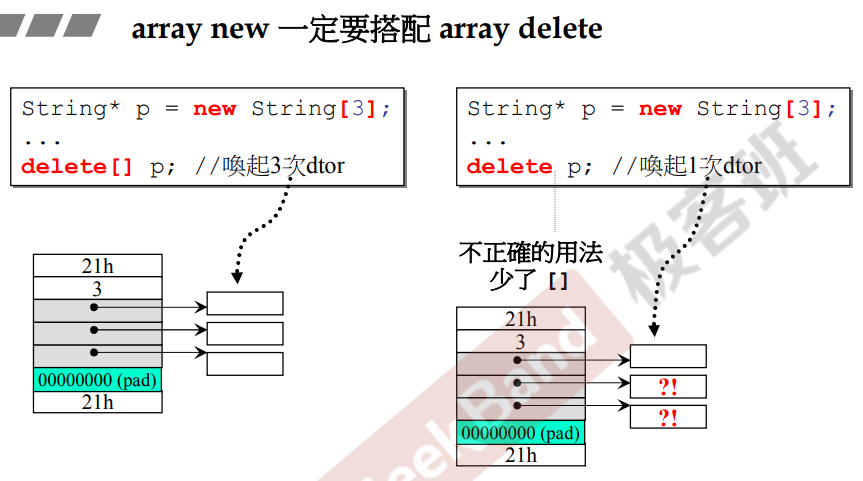 array new 一定要搭配 array delete
String* p = new String[3];
...
delete[] p; //喚起3次dtor
21h
3
00000000 (pad)
21h
String* p = new String[3];
...
delete p; //喚起1次dtor
不正確的用法
少了 []
21h
3
?!
?!
00000000 (pad)
21h
GeekBand 极客班